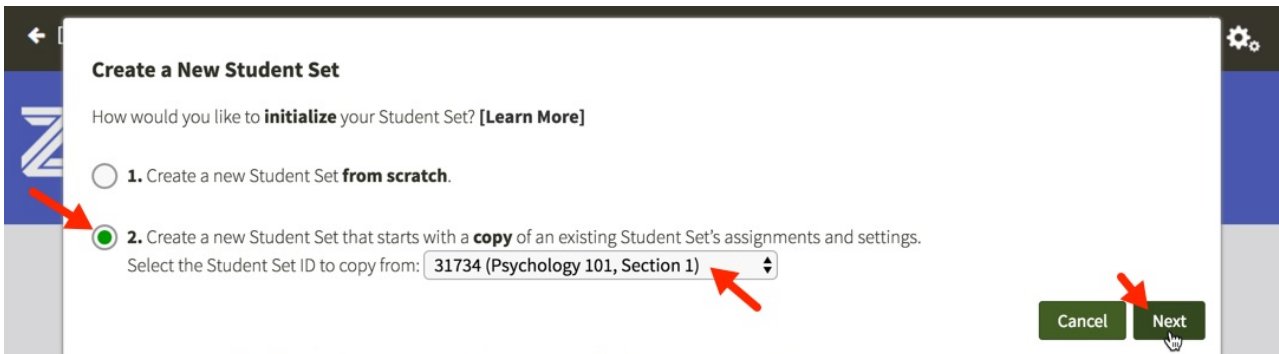 Create a New Student Set
How would you like to initialize your Student Set? [Learn More]
1. Create a new Student Set from scratch.
2. Create a new Student Set that starts with a copy of an existing Student Set's assignments and settings.
Select the Student Set ID to copy from: 31734 (Psychology 101, Section 1)
Cancel Next